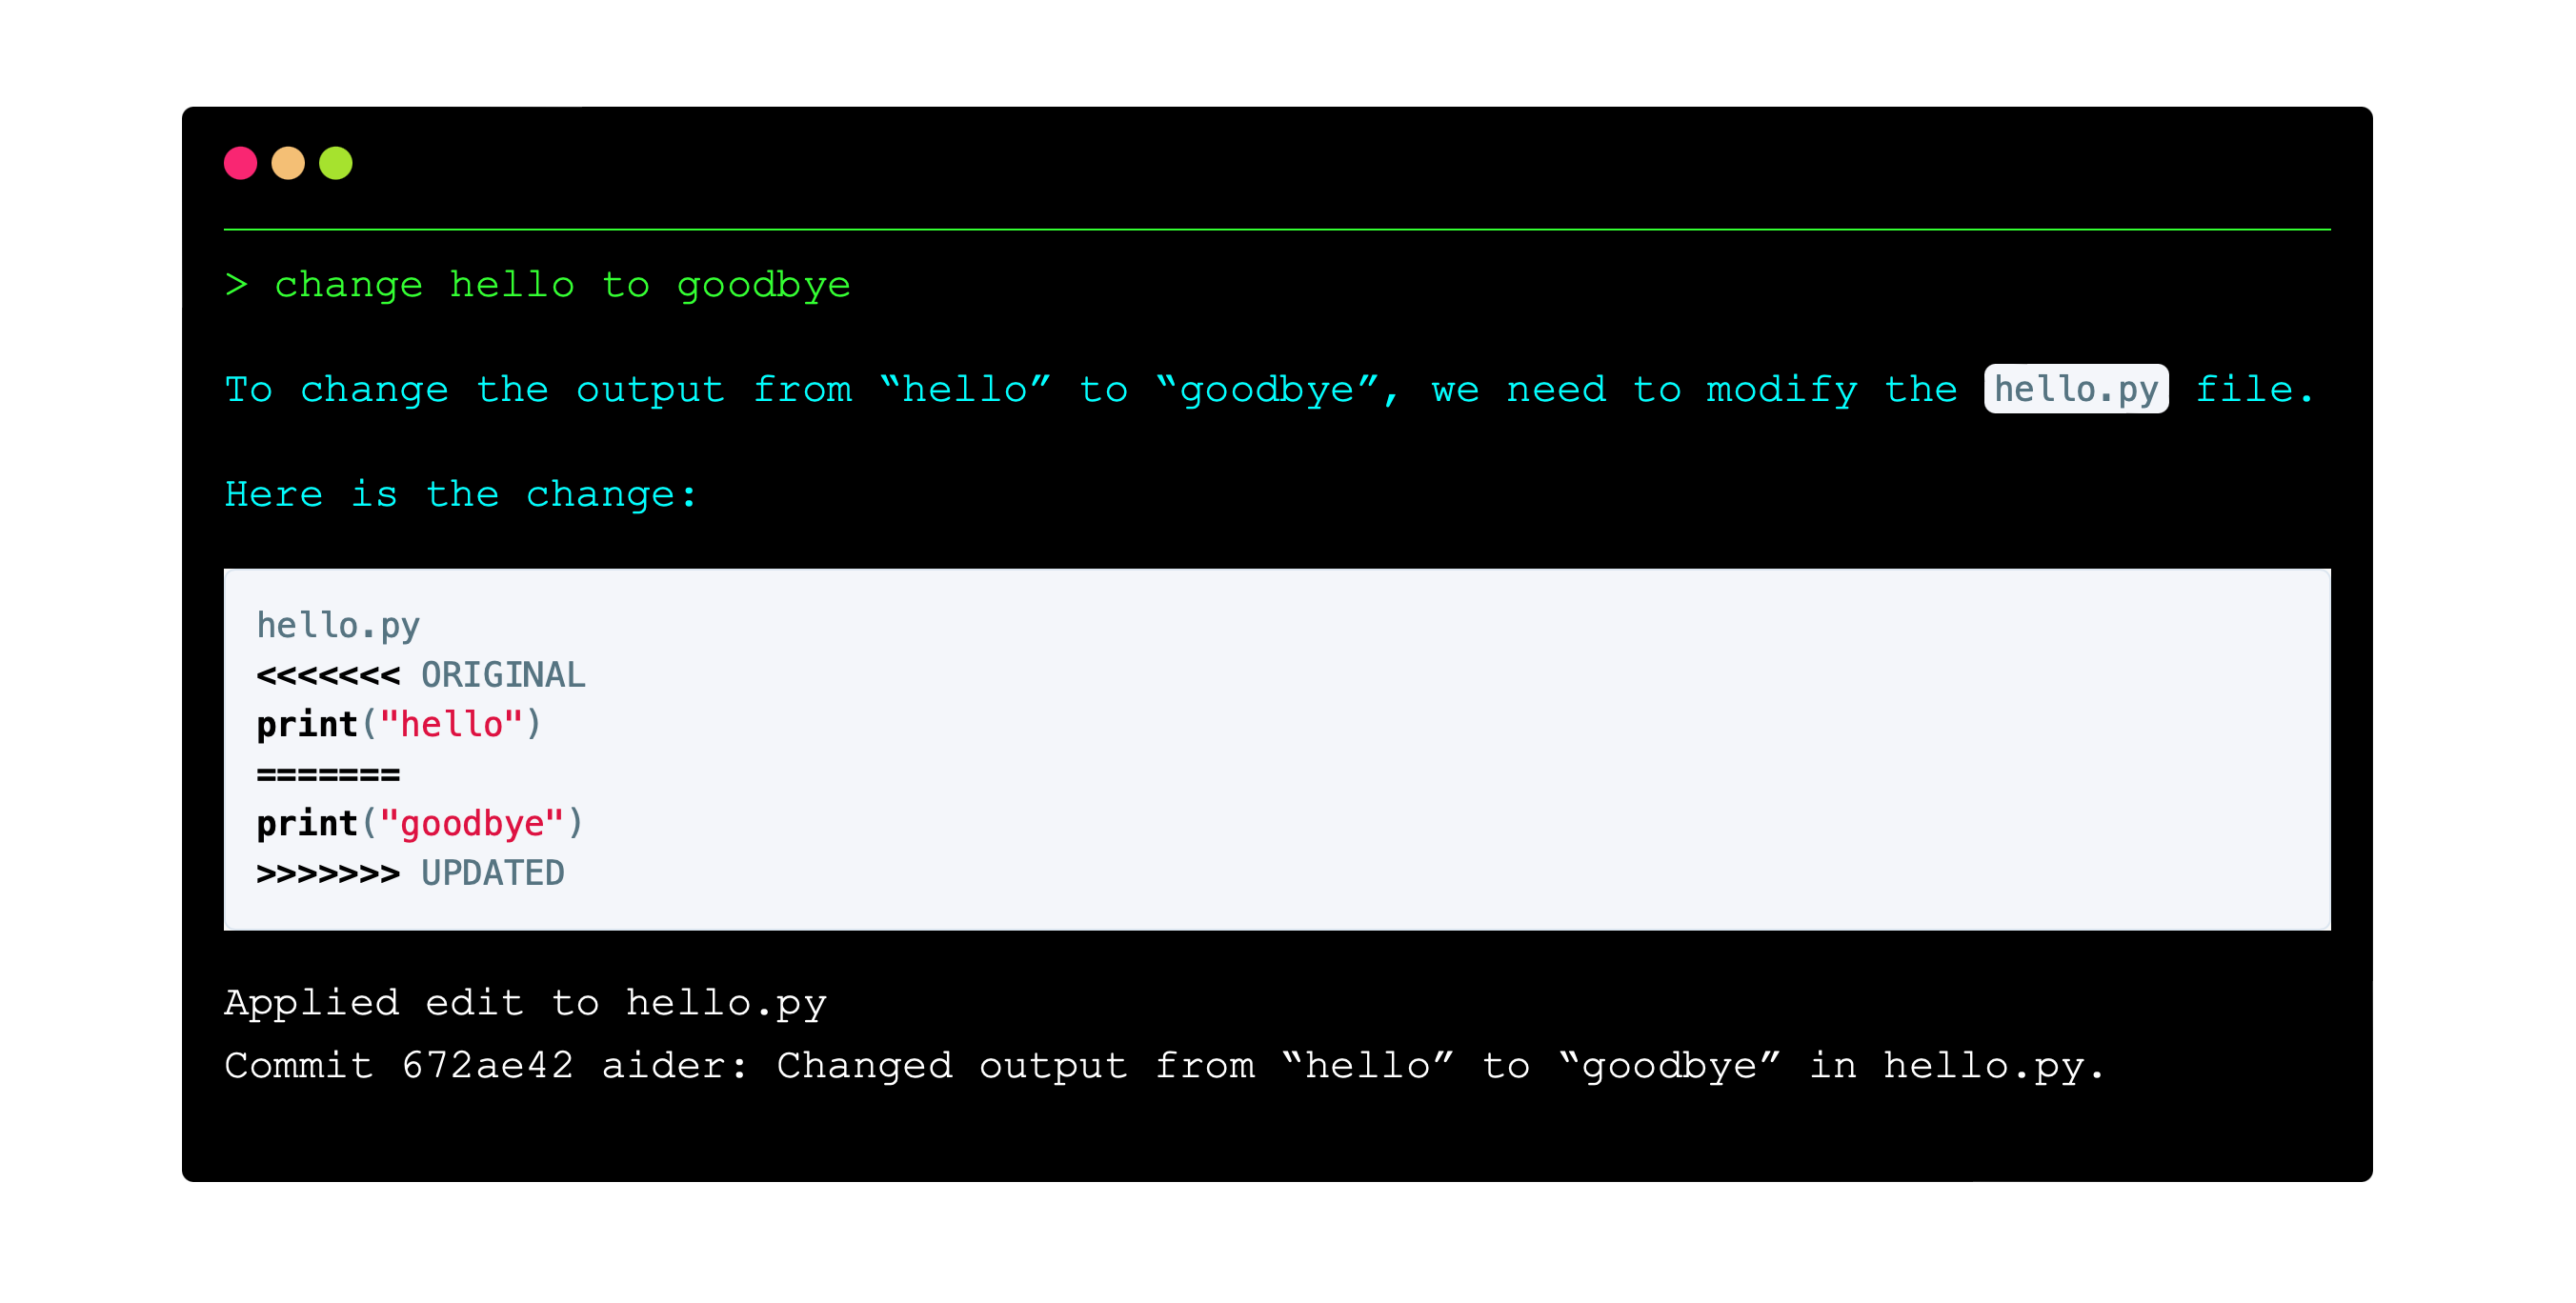 > change hello to goodbye
To change the output from “hello” to “goodbye”, we need to modify the hello.py file.
Here is the change:
hello.py
<<<<<<< ORIGINAL
print("hello")
=======
print("goodbye")
>>>>>>> UPDATED
Applied edit to hello.py
Commit 672ae42 aider: Changed output from “hello” to “goodbye” in hello.py.